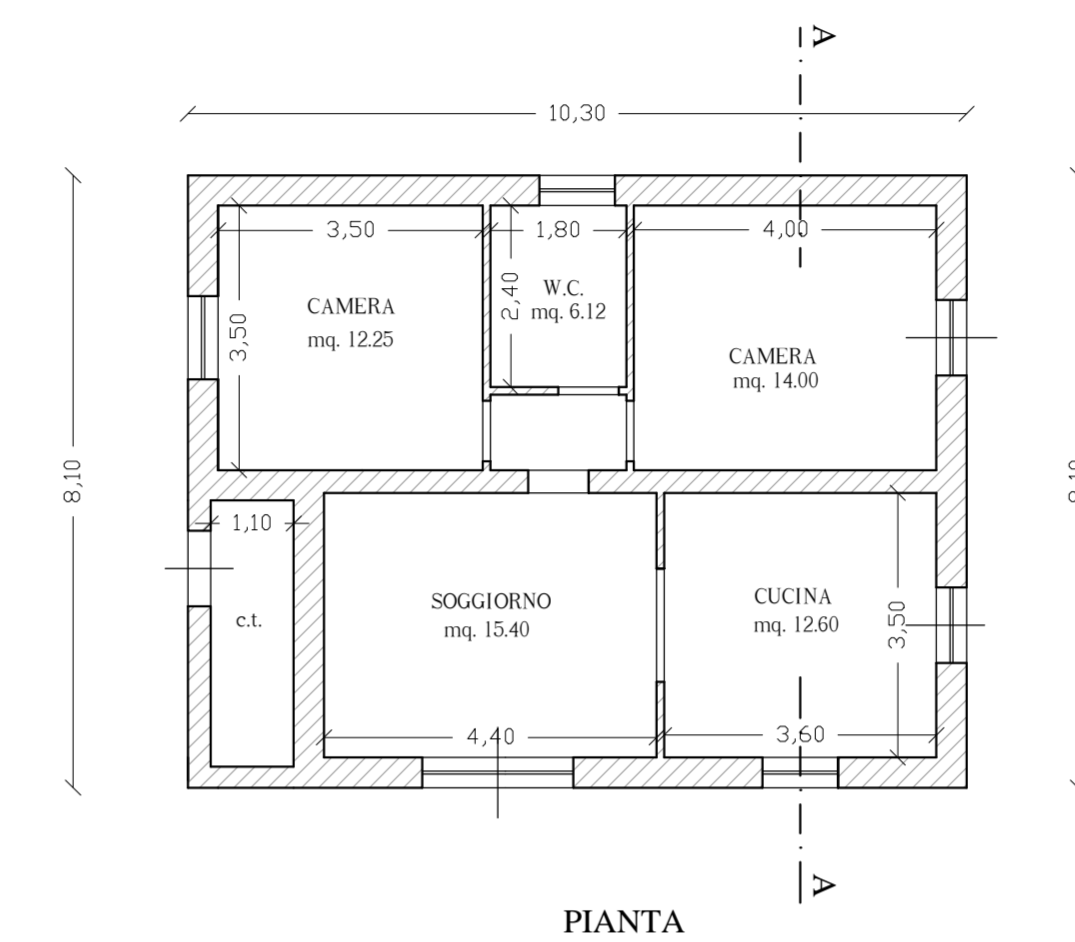 A
10,30
3,50
1,80
4,00
2,40
W.C.
mq. 6.12
CAMERA
mq. 12.25
3,50
CAMERA
mq. 14.00
8,10
1,10
c.t.
SOGGIORNO
mq. 15.40
CUCINA
mq. 12.60
3,50
4,40
3,60
A
PIANTA